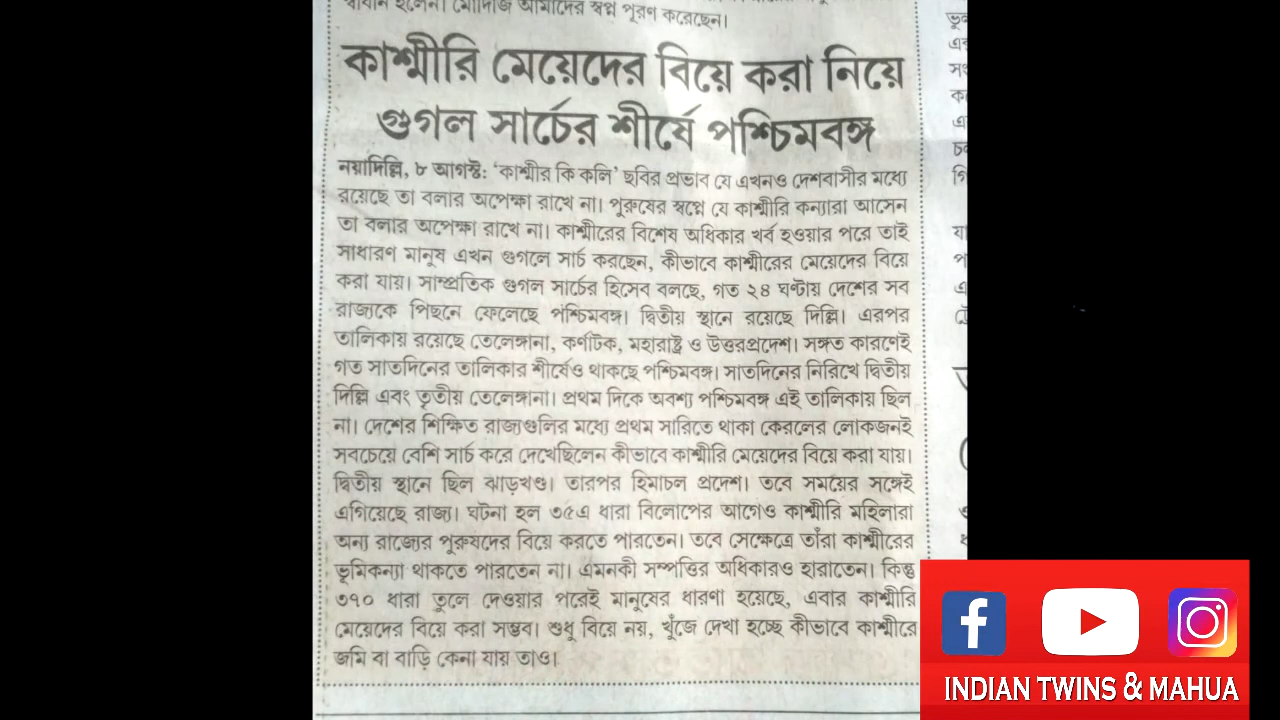 স্বপ্ন পূরণ করেছেন।
কাশ্মীরি মেয়েদের বিয়ে করা নিয়ে
গুগল সার্চের শীর্ষে পশ্চিমবঙ্গ
নয়াদিল্লি, ৮ আগস্ট: ‘কাশ্মীর কি কলি’ ছবির প্রভাব যে এখনও দেশবাসীর মধ্যে
রয়েছে তা বলার অপেক্ষা রাখে না। পুরুষের স্বপ্নে যে কাশ্মীরি কন্যারা আসেন
তা বলার অপেক্ষা রাখে না। কাশ্মীরের বিশেষ অধিকার খর্ব হওয়ার পরে তাই
সাধারণ মানুষ এখন গুগলে সার্চ করছেন, কীভাবে কাশ্মীরের মেয়েদের বিয়ে
করা যায়। সাম্প্রতিক গুগল সার্চের হিসেব বলছে, গত ২৪ ঘণ্টায় দেশের সব
রাজ্যকে পিছনে ফেলেছে পশ্চিমবঙ্গ। দ্বিতীয় স্থানে রয়েছে দিল্লি। এরপর
তালিকায় রয়েছে তেলেঙ্গানা, কর্ণাটক, মহারাষ্ট্র ও উত্তরপ্রদেশ। সঙ্গত কারণেই
গত সাতদিনের তালিকার শীর্ষেও থাকছে পশ্চিমবঙ্গ। সাতদিনের নিরিখে দ্বিতীয়
দিল্লি এবং তৃতীয় তেলেঙ্গানা। প্রথম দিকে অবশ্য পশ্চিমবঙ্গ এই তালিকায় ছিল
না। দেশের শিক্ষিত রাজ্যগুলির মধ্যে প্রথম সারিতে থাকা কেরলের লোকজনই
সবচেয়ে বেশি সার্চ করে দেখেছিলেন কীভাবে কাশ্মীরি মেয়েদের বিয়ে করা যায়।
দ্বিতীয় স্থানে ছিল ঝাড়খণ্ড। তারপর হিমাচল প্রদেশ। তবে সময়ের সঙ্গেই
এগিয়েছে রাজ্য। ঘটনা হল ৩৫এ ধারা বিলোপের আগেও কাশ্মীরি মহিলারা
অন্য রাজ্যের পুরুষদের বিয়ে করতে পারতেন। তবে সেক্ষেত্রে তাঁরা কাশ্মীরের
ভূমিকন্যা থাকতে পারতেন না। এমনকী সম্পত্তির অধিকারও হারাতেন। কিন্তু
৩৭০ ধারা তুলে দেওয়ার পরেই মানুষের ধারণা হয়েছে, এবার কাশ্মীরি
মেয়েদের বিয়ে করা সম্ভব। শুধু বিয়ে নয়, খুঁজে দেখা হচ্ছে কীভাবে কাশ্মীরে
জমি বা বাড়ি কেনা যায় তাও।
INDIAN TWINS & MAHUA